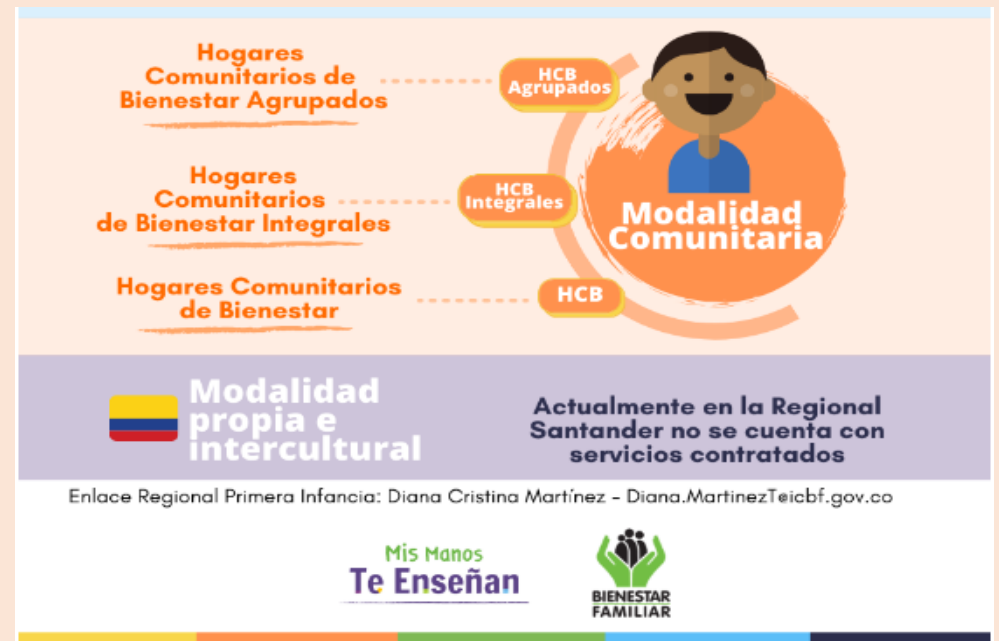 Hogares
Comunitarios de
Bienestar Agrupados
HCB
Agrupados
Hogares
Comunitarios
de Bienestar Integrales
HCB
Integrales
Hogares Comunitarios
de Bienestar
HCB
Modalidad
Comunitaria
Modalidad
propia e
intercultural
Actualmente en la Regional
Santander no se cuenta con
servicios contratados
Enlace Regional Primera Infancia: Diana Cristina Martínez - Diana.MartinezT@icbf.gov.co
Mis Manos
Te Enseñan
BIENESTAR
FAMILIAR